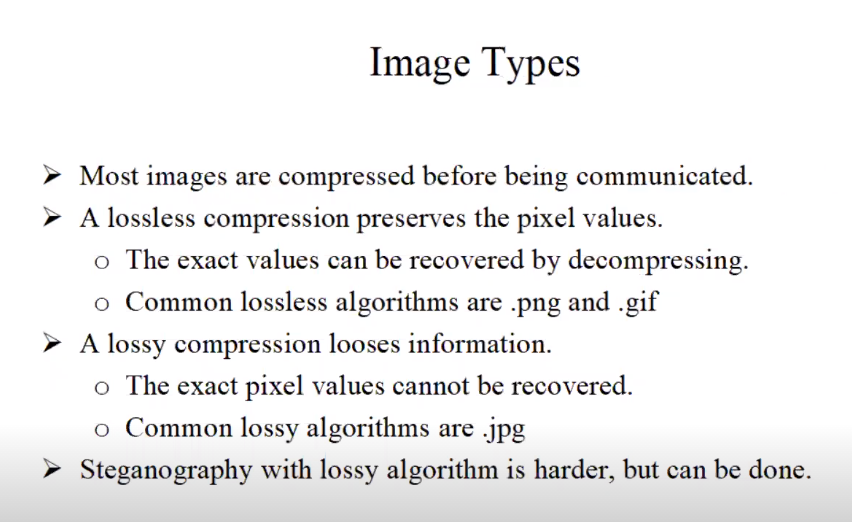 Image Types
➢ Most images are compressed before being communicated.
➢ A lossless compression preserves the pixel values.
o The exact values can be recovered by decompressing.
o Common lossless algorithms are .png and .gif
➢ A lossy compression looses information.
o The exact pixel values cannot be recovered.
o Common lossy algorithms are .jpg
➢ Steganography with lossy algorithm is harder, but can be done.